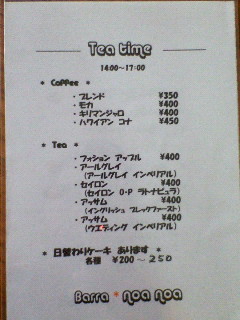 Tea time
14:00~17:00
* Coffee *
・ブレンド ¥350
・モカ ¥400
・キリマンジャロ ¥400
・ハワイアン コナ ¥450
* Tea *
・フォション アップル ¥400
・アールグレイ ¥400
(アールグレイ インペリアル)
・セイロン ¥400
(セイロン O・P ラトナピュラ)
・アッサム ¥400
(イングリッシュ ブレックファースト)
・アッサム ¥400
(ウエディング インペリアル)
* 日替わりケーキ あります *
各種 ¥200~250
Barra * noa noa